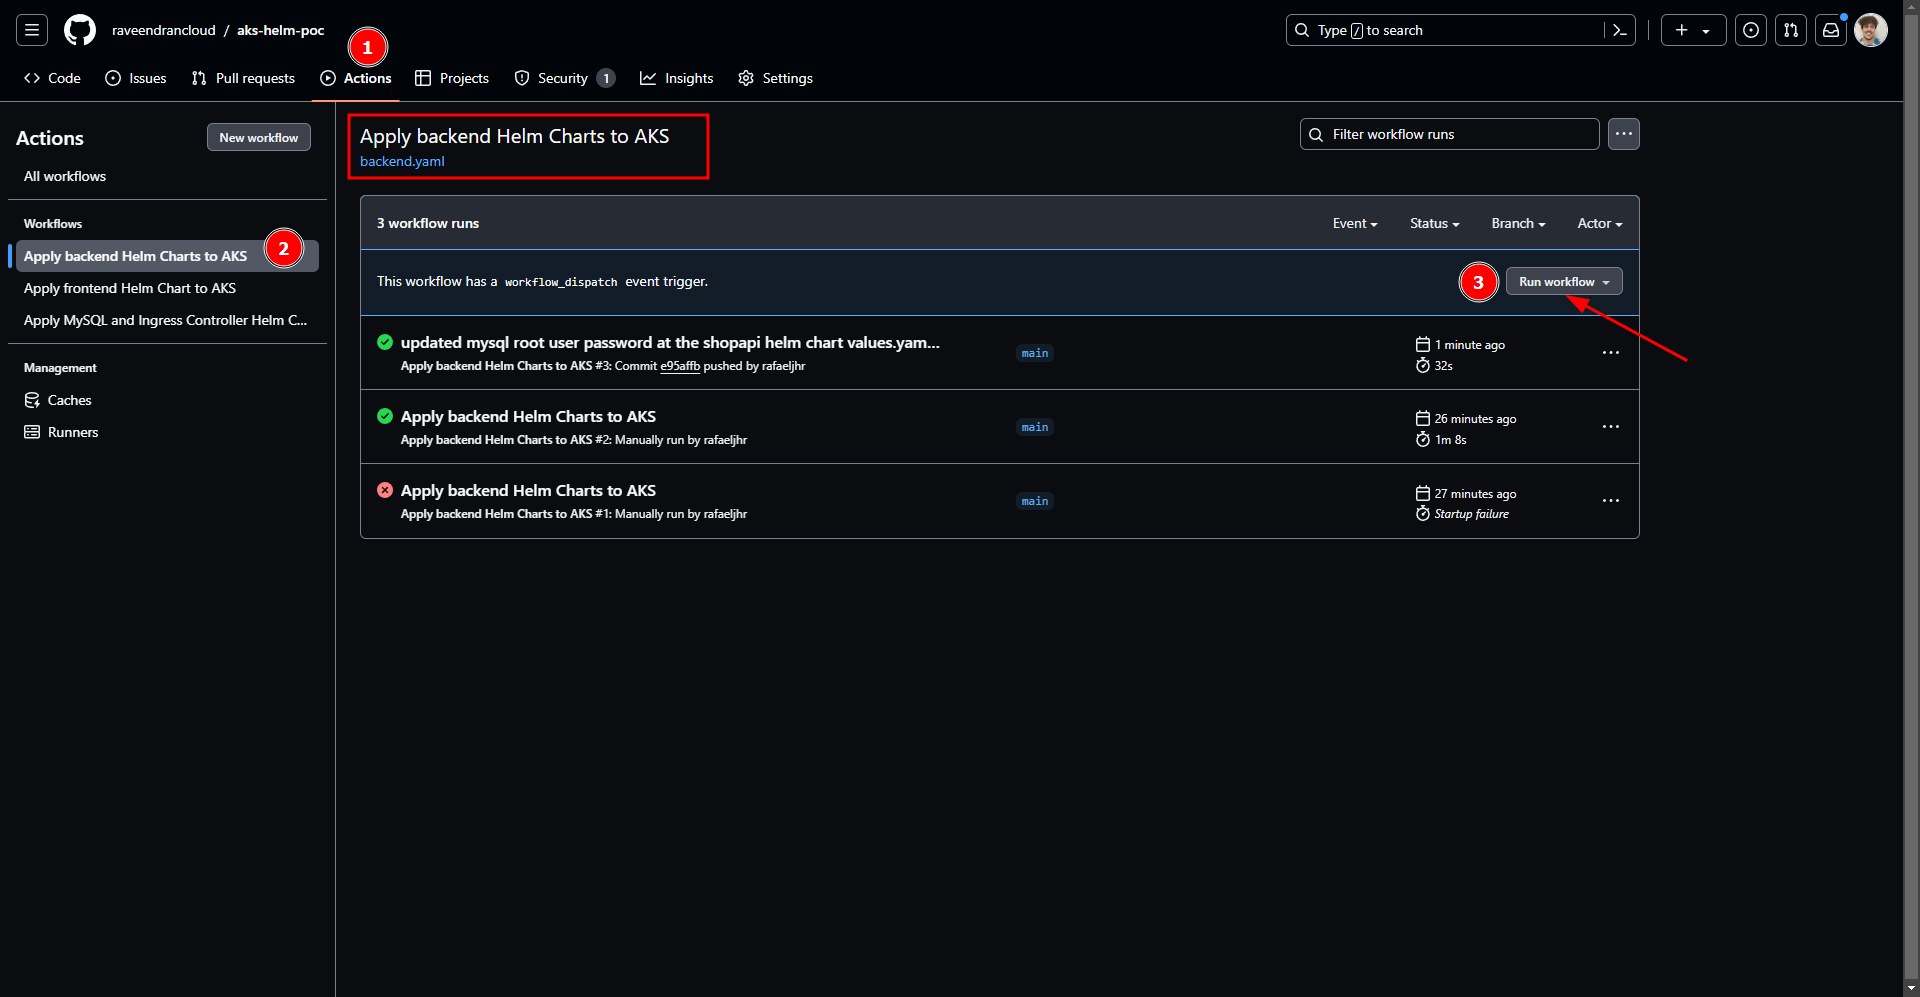 raveendrancloud / aks-helm-poc
Type / to search
1
Code
Issues
Pull requests
Actions
Projects
Security 1
Insights
Settings
Actions
New workflow
All workflows
Workflows
Apply backend Helm Charts to AKS
2
Apply frontend Helm Chart to AKS
Apply MySQL and Ingress Controller Helm C...
Management
Caches
Runners
Apply backend Helm Charts to AKS
backend.yaml
Filter workflow runs
3 workflow runs
Event
Status
Branch
Actor
This workflow has a workflow_dispatch event trigger.
3
Run workflow
updated mysql root user password at the shopapi helm chart values.yam...
Apply backend Helm Charts to AKS #3: Commit e95affb pushed by rafaeljhr
main
1 minute ago
32s
Apply backend Helm Charts to AKS
Apply backend Helm Charts to AKS #2: Manually run by rafaeljhr
main
26 minutes ago
1m 8s
Apply backend Helm Charts to AKS
Apply backend Helm Charts to AKS #1: Manually run by rafaeljhr
main
27 minutes ago
Startup failure